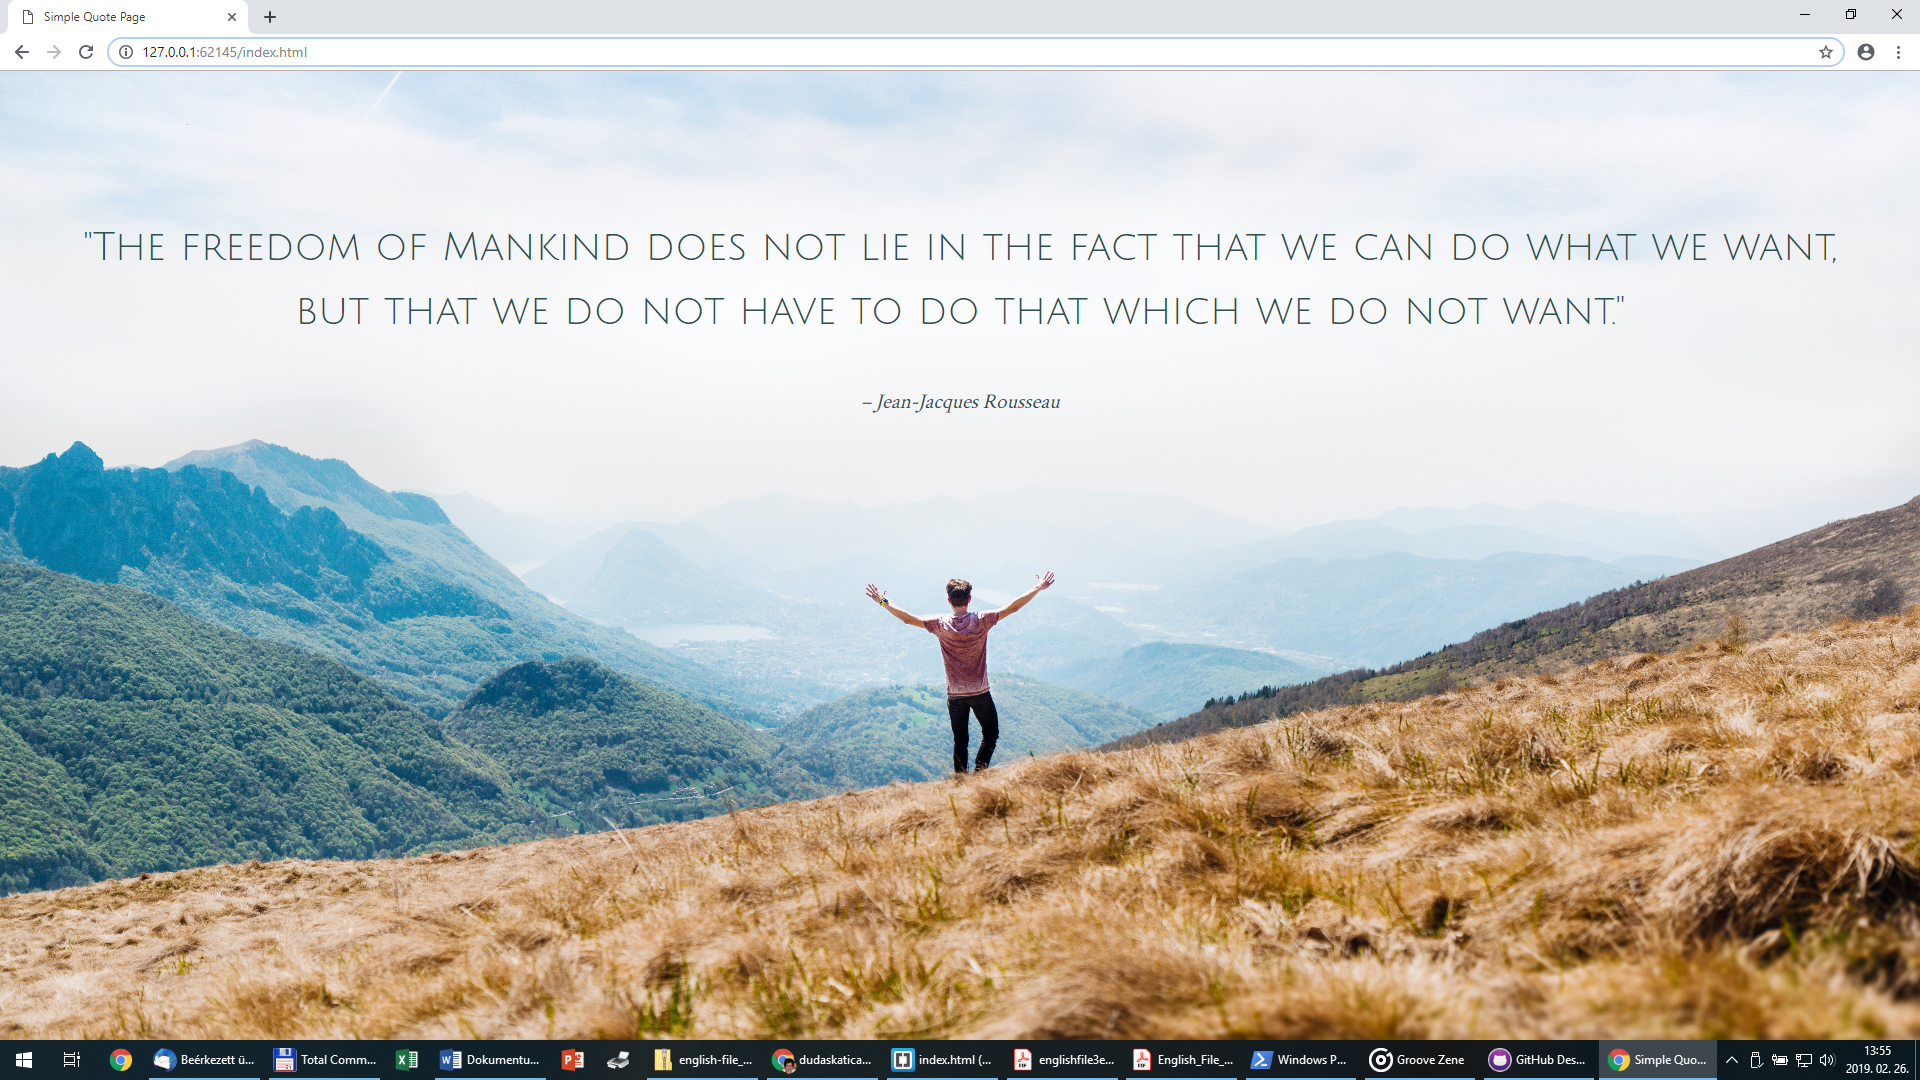 Simple Quote Page
127.0.0.1:62145/index.html
"The freedom of Mankind does not lie in the fact that we can do what we want,
but that we do not have to do that which we do not want."
– Jean-Jacques Rousseau
Beérkezett ü...
Total Comm...
Dokumentu...
english-file_...
dudaskatica...
index.html (...
englishfile3e...
English_File_...
Windows P...
Groove Zene
GitHub Des...
Simple Quo...
13:55
2019. 02. 26.